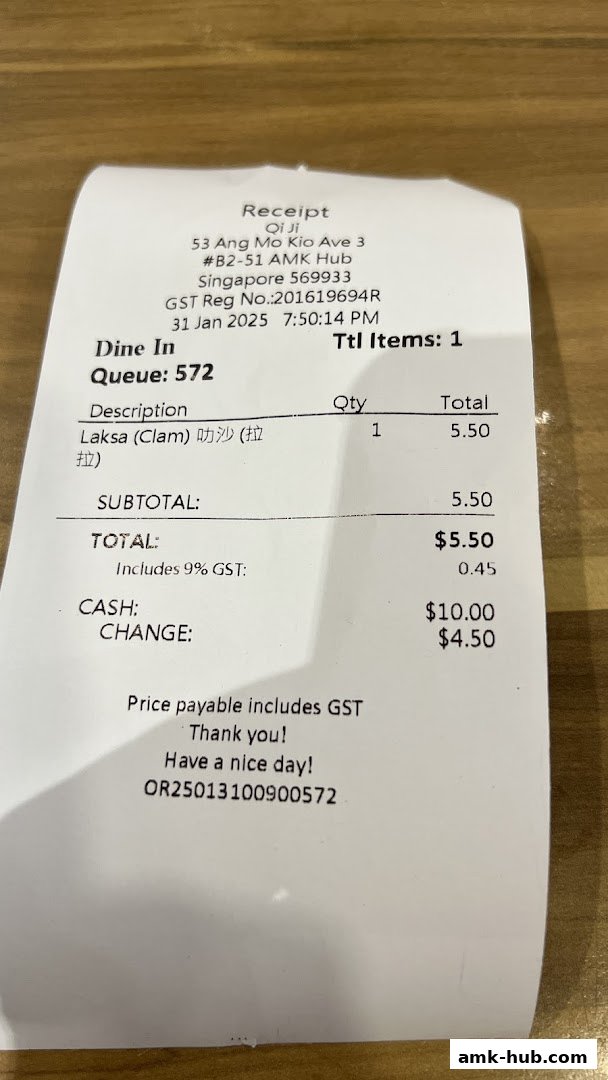 Receipt
Qi Ji
53 Ang Mo Kio Ave 3
#B2-51 AMK Hub
Singapore 569933
GST Reg No.:201619694R
31 Jan 2025 7:50:14 PM
Dine In Ttl Items: 1
Queue: 572
Description Qty Total
Laksa (Clam) 叻沙 (拉 1 5.50
拉)
SUBTOTAL: 5.50
TOTAL: $5.50
Includes 9% GST: 0.45
CASH: $10.00
CHANGE: $4.50
Price payable includes GST
Thank you!
Have a nice day!
OR25013100900572
amk-hub.com